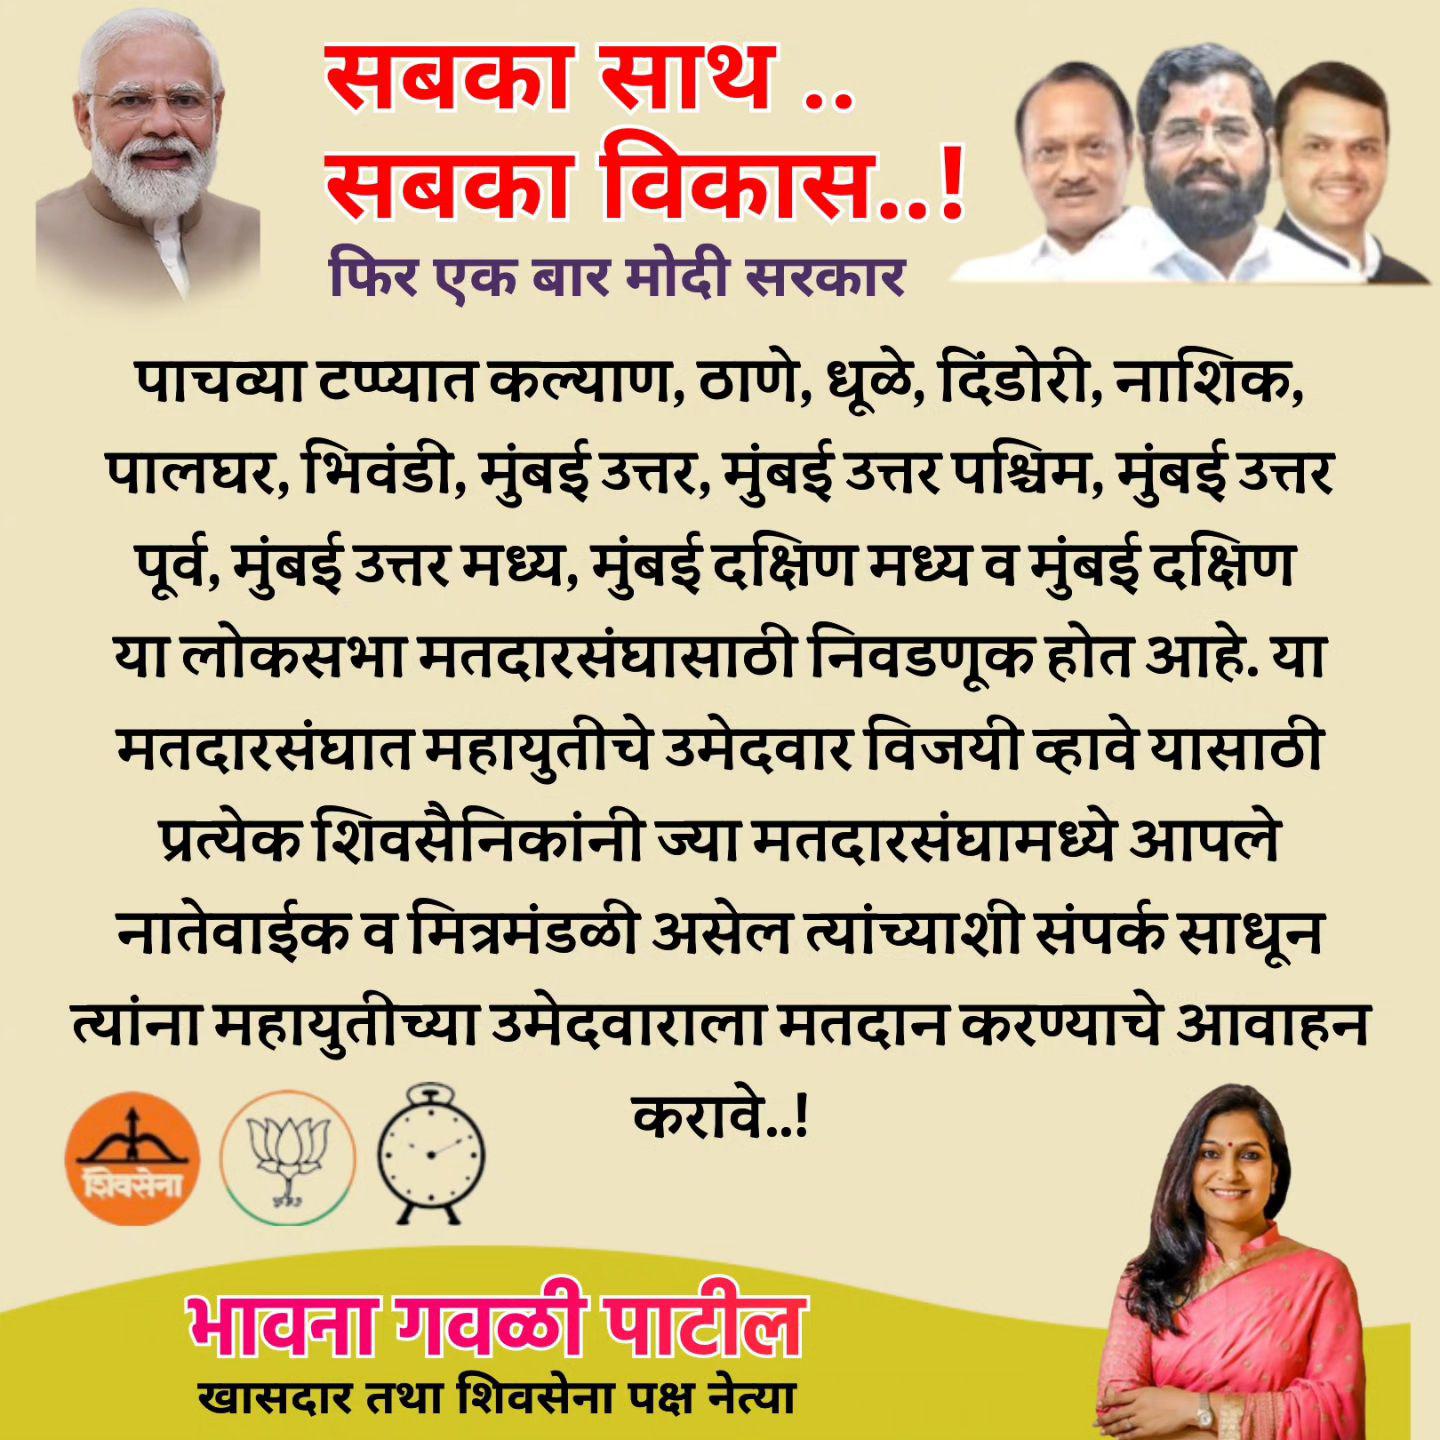 सबका साथ ..
सबका विकास..!
फिर एक बार मोदी सरकार
पाचव्या टप्प्यात कल्याण, ठाणे, धूळे, दिंडोरी, नाशिक,
पालघर, भिवंडी, मुंबई उत्तर, मुंबई उत्तर पश्चिम, मुंबई उत्तर
पूर्व, मुंबई उत्तर मध्य, मुंबई दक्षिण मध्य व मुंबई दक्षिण
या लोकसभा मतदारसंघासाठी निवडणूक होत आहे. या
मतदारसंघात महायुतीचे उमेदवार विजयी व्हावे यासाठी
प्रत्येक शिवसैनिकांनी ज्या मतदारसंघामध्ये आपले
नातेवाईक व मित्रमंडळी असेल त्यांच्याशी संपर्क साधून
त्यांना महायुतीच्या उमेदवाराला मतदान करण्याचे आवाहन
करावे..!
शिवसेना
भावना गवळी पाटील
खासदार तथा शिवसेना पक्ष नेत्या